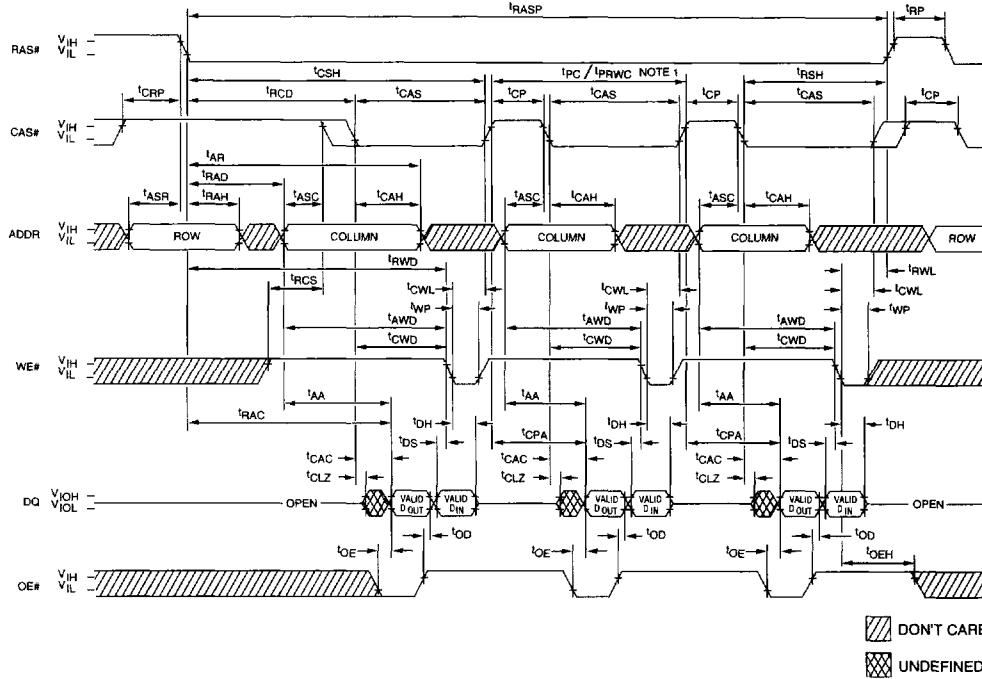 tRASP tRP
RAS# VIH
VIL
tCSH tPC / tPRWC NOTE 1 tRSH
tCRP tRCD tCAS tCP tCAS tCP tCAS tCP
CAS# VIH
VIL
tAR
tRAD
tASR tRAH tASC tCAH tASC tCAH tASC tCAH
ADDR VIH
VIL
ROW COLUMN COLUMN COLUMN ROW
tRWD tRWL
tRCS tCWL tCWL tCWL
tWP tWP tWP
tAWD tAWD tAWD
tCWD tCWD tCWD
WE# VIH
VIL
tAA tAA tAA
tRAC tDH tCPA tDH tCPA tDH
tDS tDS tDS
tCAC tCAC tCAC
tCLZ tCLZ tCLZ
DQ VIOH
VIOL
OPEN VALID DOUT VALID DIN VALID DOUT VALID DIN VALID DOUT VALID DIN OPEN
tOD tOD tOD
tOE tOE tOE tOEH
OE# VIH
VIL
DON'T CARE
UNDEFINED